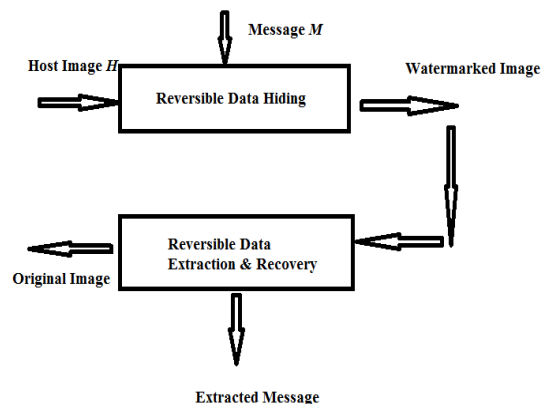 Message M
Host Image H
Watermarked Image
Reversible Data Hiding
Reversible Data
Extraction & Recovery
Original Image
Extracted Message